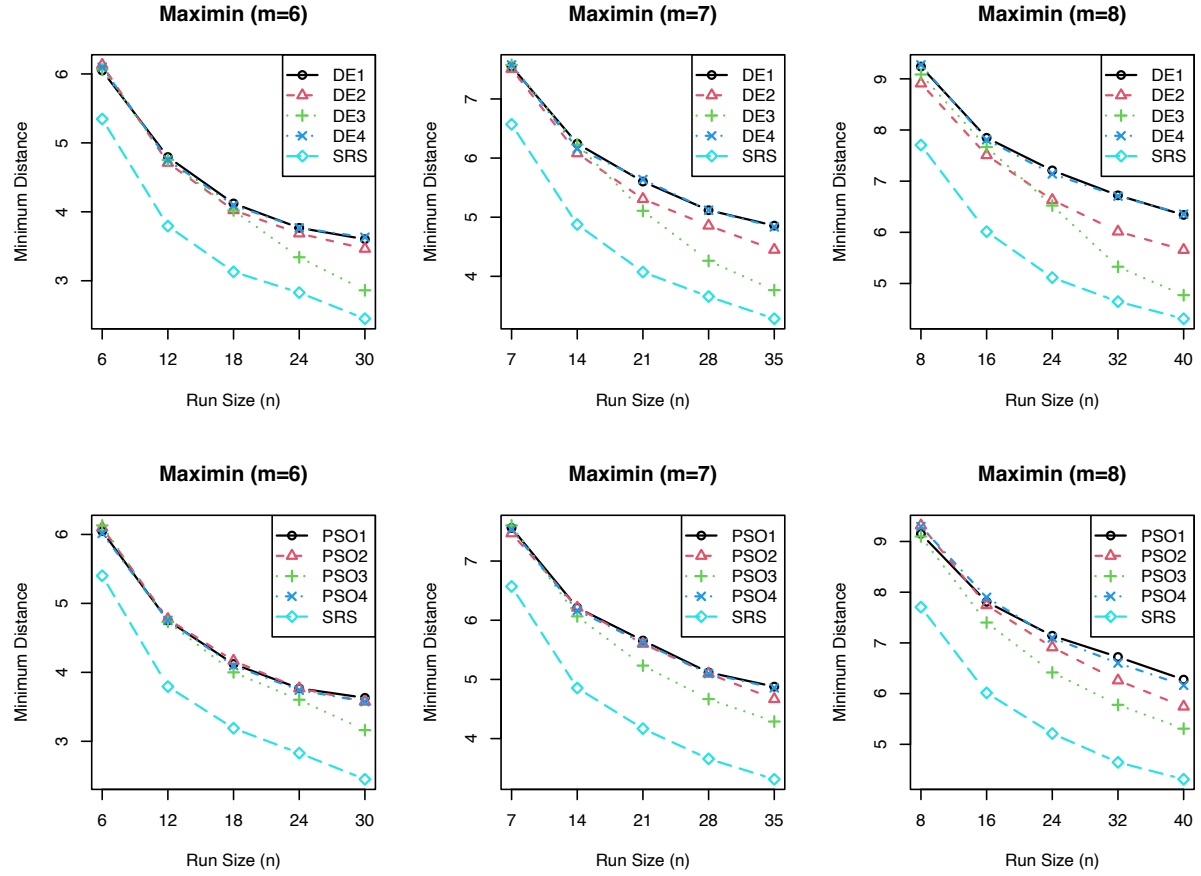 Maximin (m=6)
Minimum Distance
6
5
4
3
DE1
DE2
DE3
DE4
SRS
6 12 18 24 30
Run Size (n)
Maximin (m=7)
Minimum Distance
7
6
5
4
DE1
DE2
DE3
DE4
SRS
7 14 21 28 35
Run Size (n)
Maximin (m=8)
Minimum Distance
9
8
7
6
5
DE1
DE2
DE3
DE4
SRS
8 16 24 32 40
Run Size (n)
Maximin (m=6)
Minimum Distance
6
5
4
3
PSO1
PSO2
PSO3
PSO4
SRS
6 12 18 24 30
Run Size (n)
Maximin (m=7)
Minimum Distance
7
6
5
4
PSO1
PSO2
PSO3
PSO4
SRS
7 14 21 28 35
Run Size (n)
Maximin (m=8)
Minimum Distance
9
8
7
6
5
PSO1
PSO2
PSO3
PSO4
SRS
8 16 24 32 40
Run Size (n)